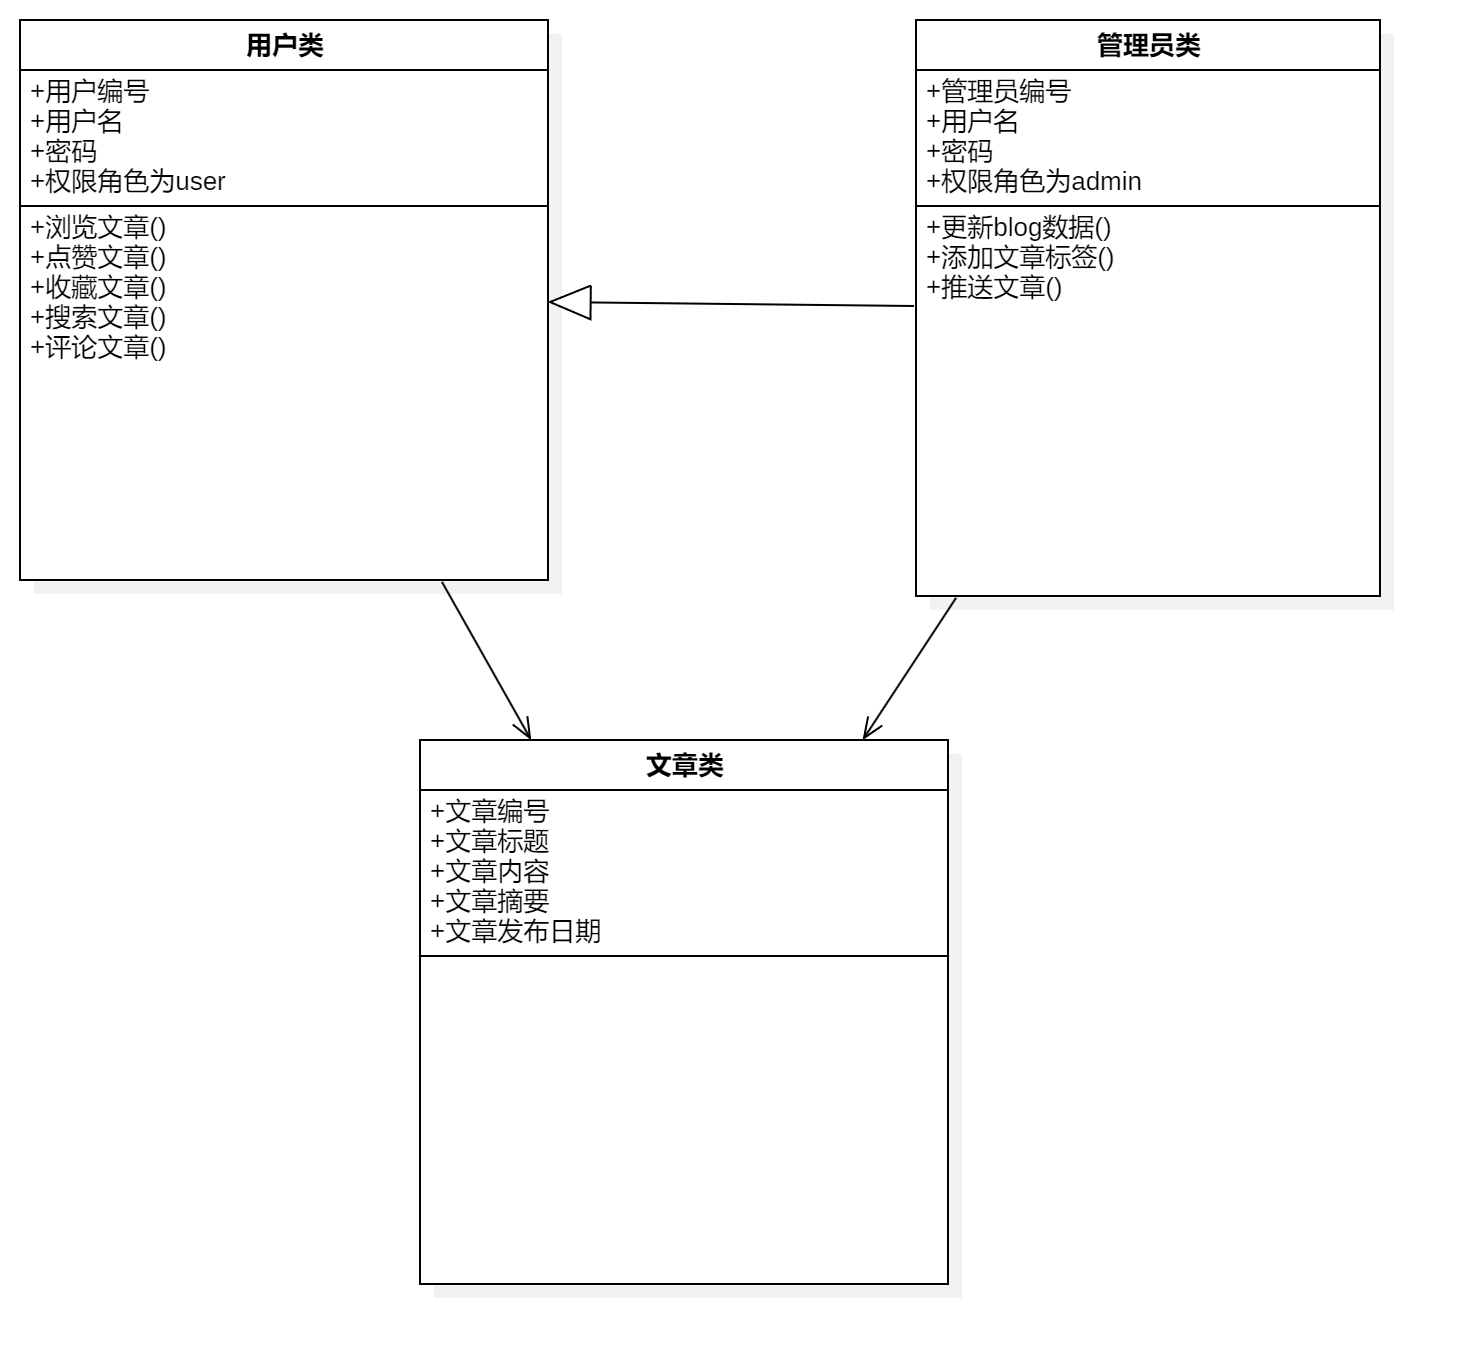 用户类
+用户编号
+用户名
+密码
+权限角色为user
+浏览文章()
+点赞文章()
+收藏文章()
+搜索文章()
+评论文章()
管理员类
+管理员编号
+用户名
+密码
+权限角色为admin
+更新blog数据()
+添加文章标签()
+推送文章()
文章类
+文章编号
+文章标题
+文章内容
+文章摘要
+文章发布日期